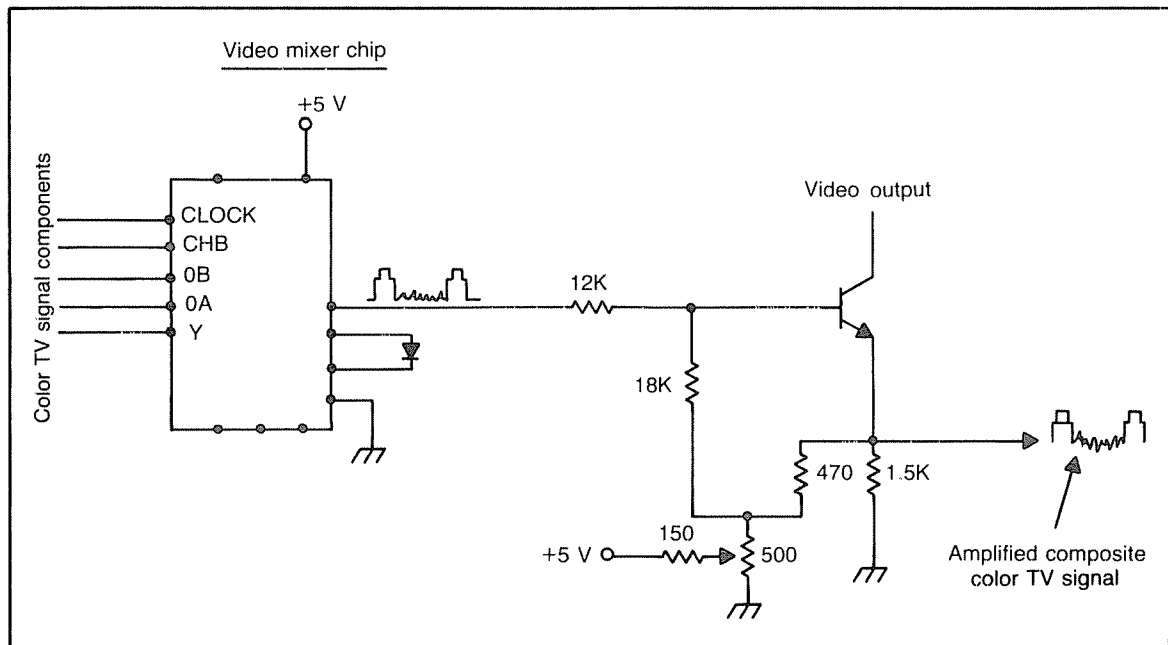 Video mixer chip
+5 V
Color TV signal components
CLOCK
CHB
0B
0A
Y
12K
18K
Video output
470
1.5K
150
+5 V
500
Amplified composite
color TV signal